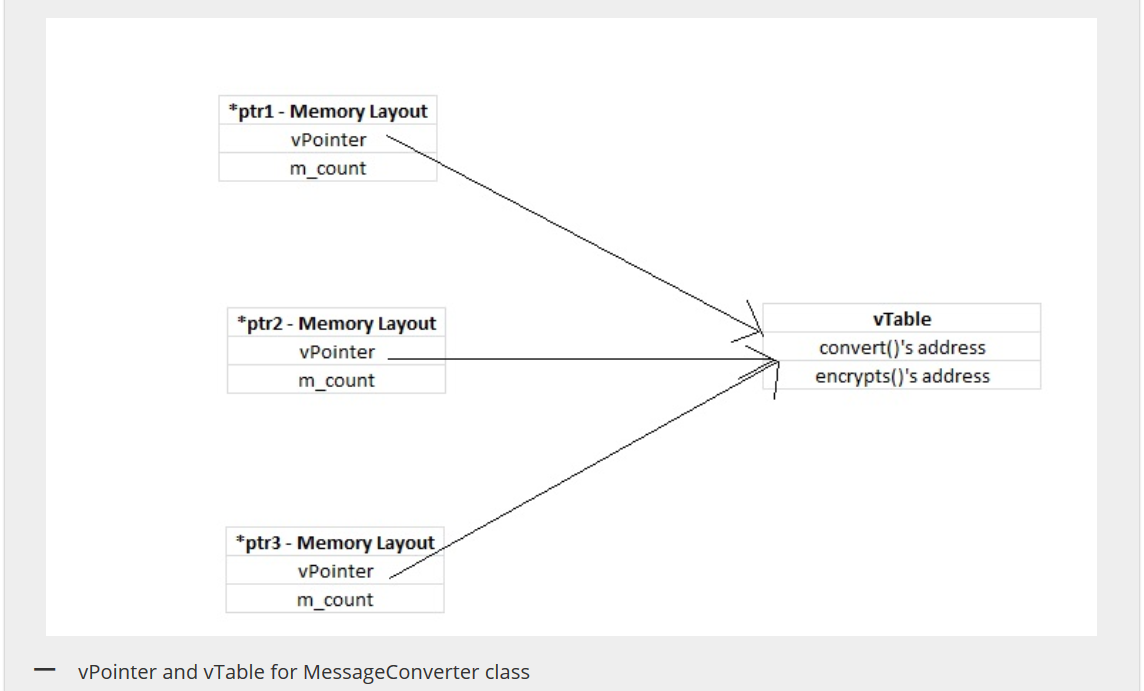 *ptr1 - Memory Layout
vPointer
m_count
*ptr2 - Memory Layout
vPointer
m_count
vTable
convert()'s address
encrypts()'s address
*ptr3 - Memory Layout
vPointer
m_count
— vPointer and vTable for MessageConverter class